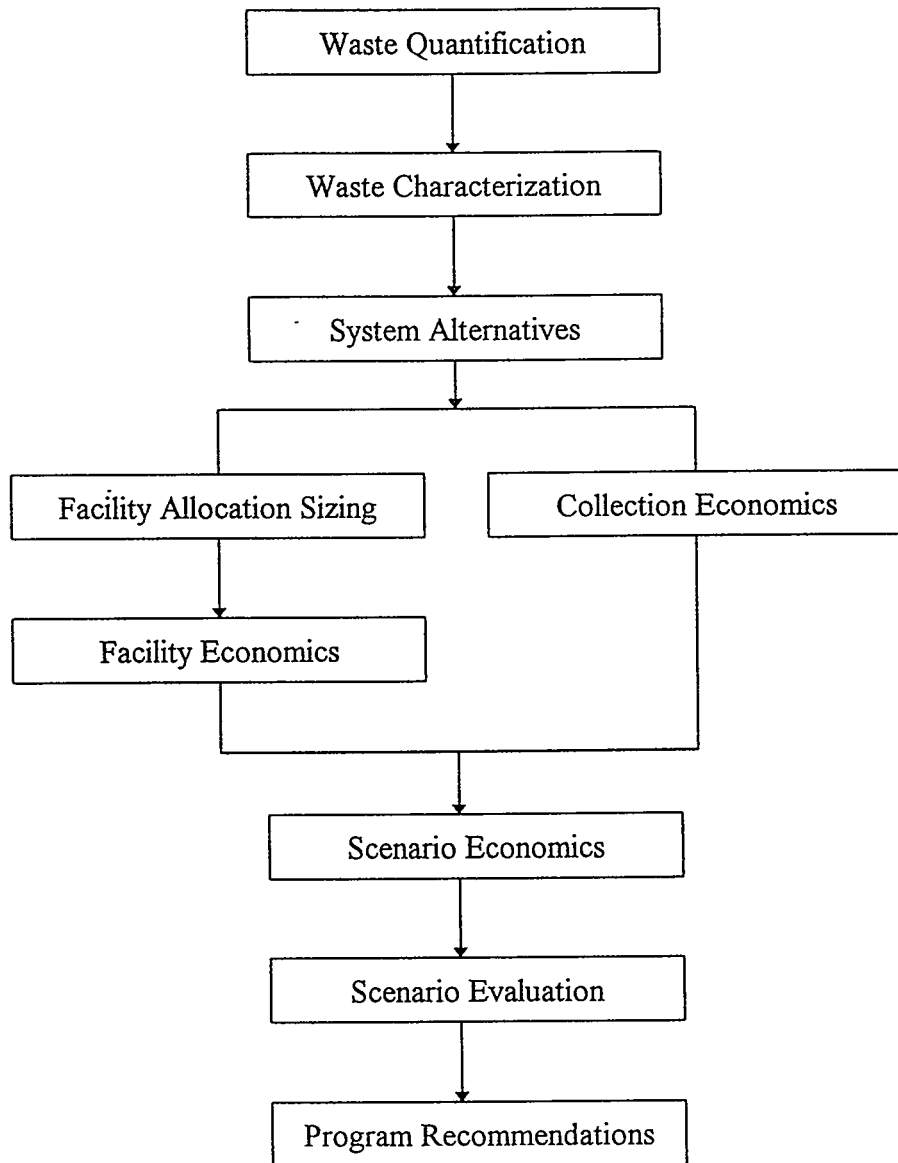 Waste Quantification
Waste Characterization
System Alternatives
Facility Allocation Sizing
Collection Economics
Facility Economics
Scenario Economics
Scenario Evaluation
Program Recommendations